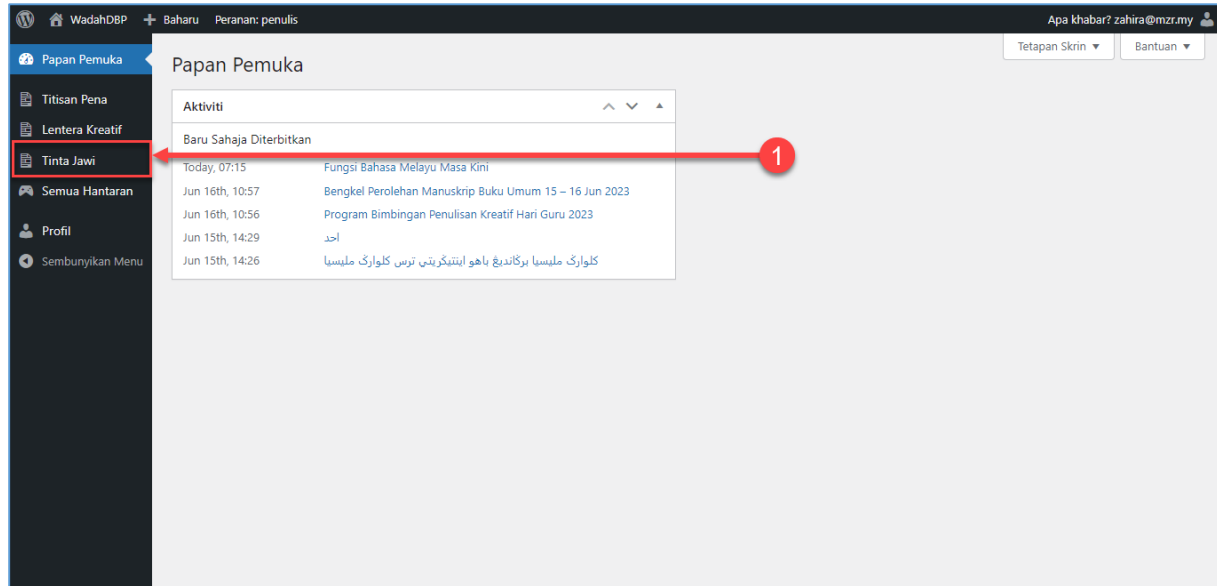 WadahDBP + Baharu Peranan: penulis Apa khabar? zahira@mzr.my
Tetapan Skrin ▼ Bantuan ▼
Papan Pemuka
Titisan Pena
Lentera Kreatif
Tinta Jawi
Semua Hantaran
Profil
Sembunyikan Menu
Papan Pemuka
Aktiviti
Baru Sahaja Diterbitkan
Today, 07:15 Fungsi Bahasa Melayu Masa Kini
Jun 16th, 10:57 Bengkel Perolehan Manuskrip Buku Umum 15 – 16 Jun 2023
Jun 16th, 10:56 Program Bimbingan Penulisan Kreatif Hari Guru 2023
Jun 15th, 14:29 احد
Jun 15th, 14:26 كلوارݢ مليسيا برݢانديڠ باهو اينتيݢريتي ترس كلوارݢ مليسيا
1